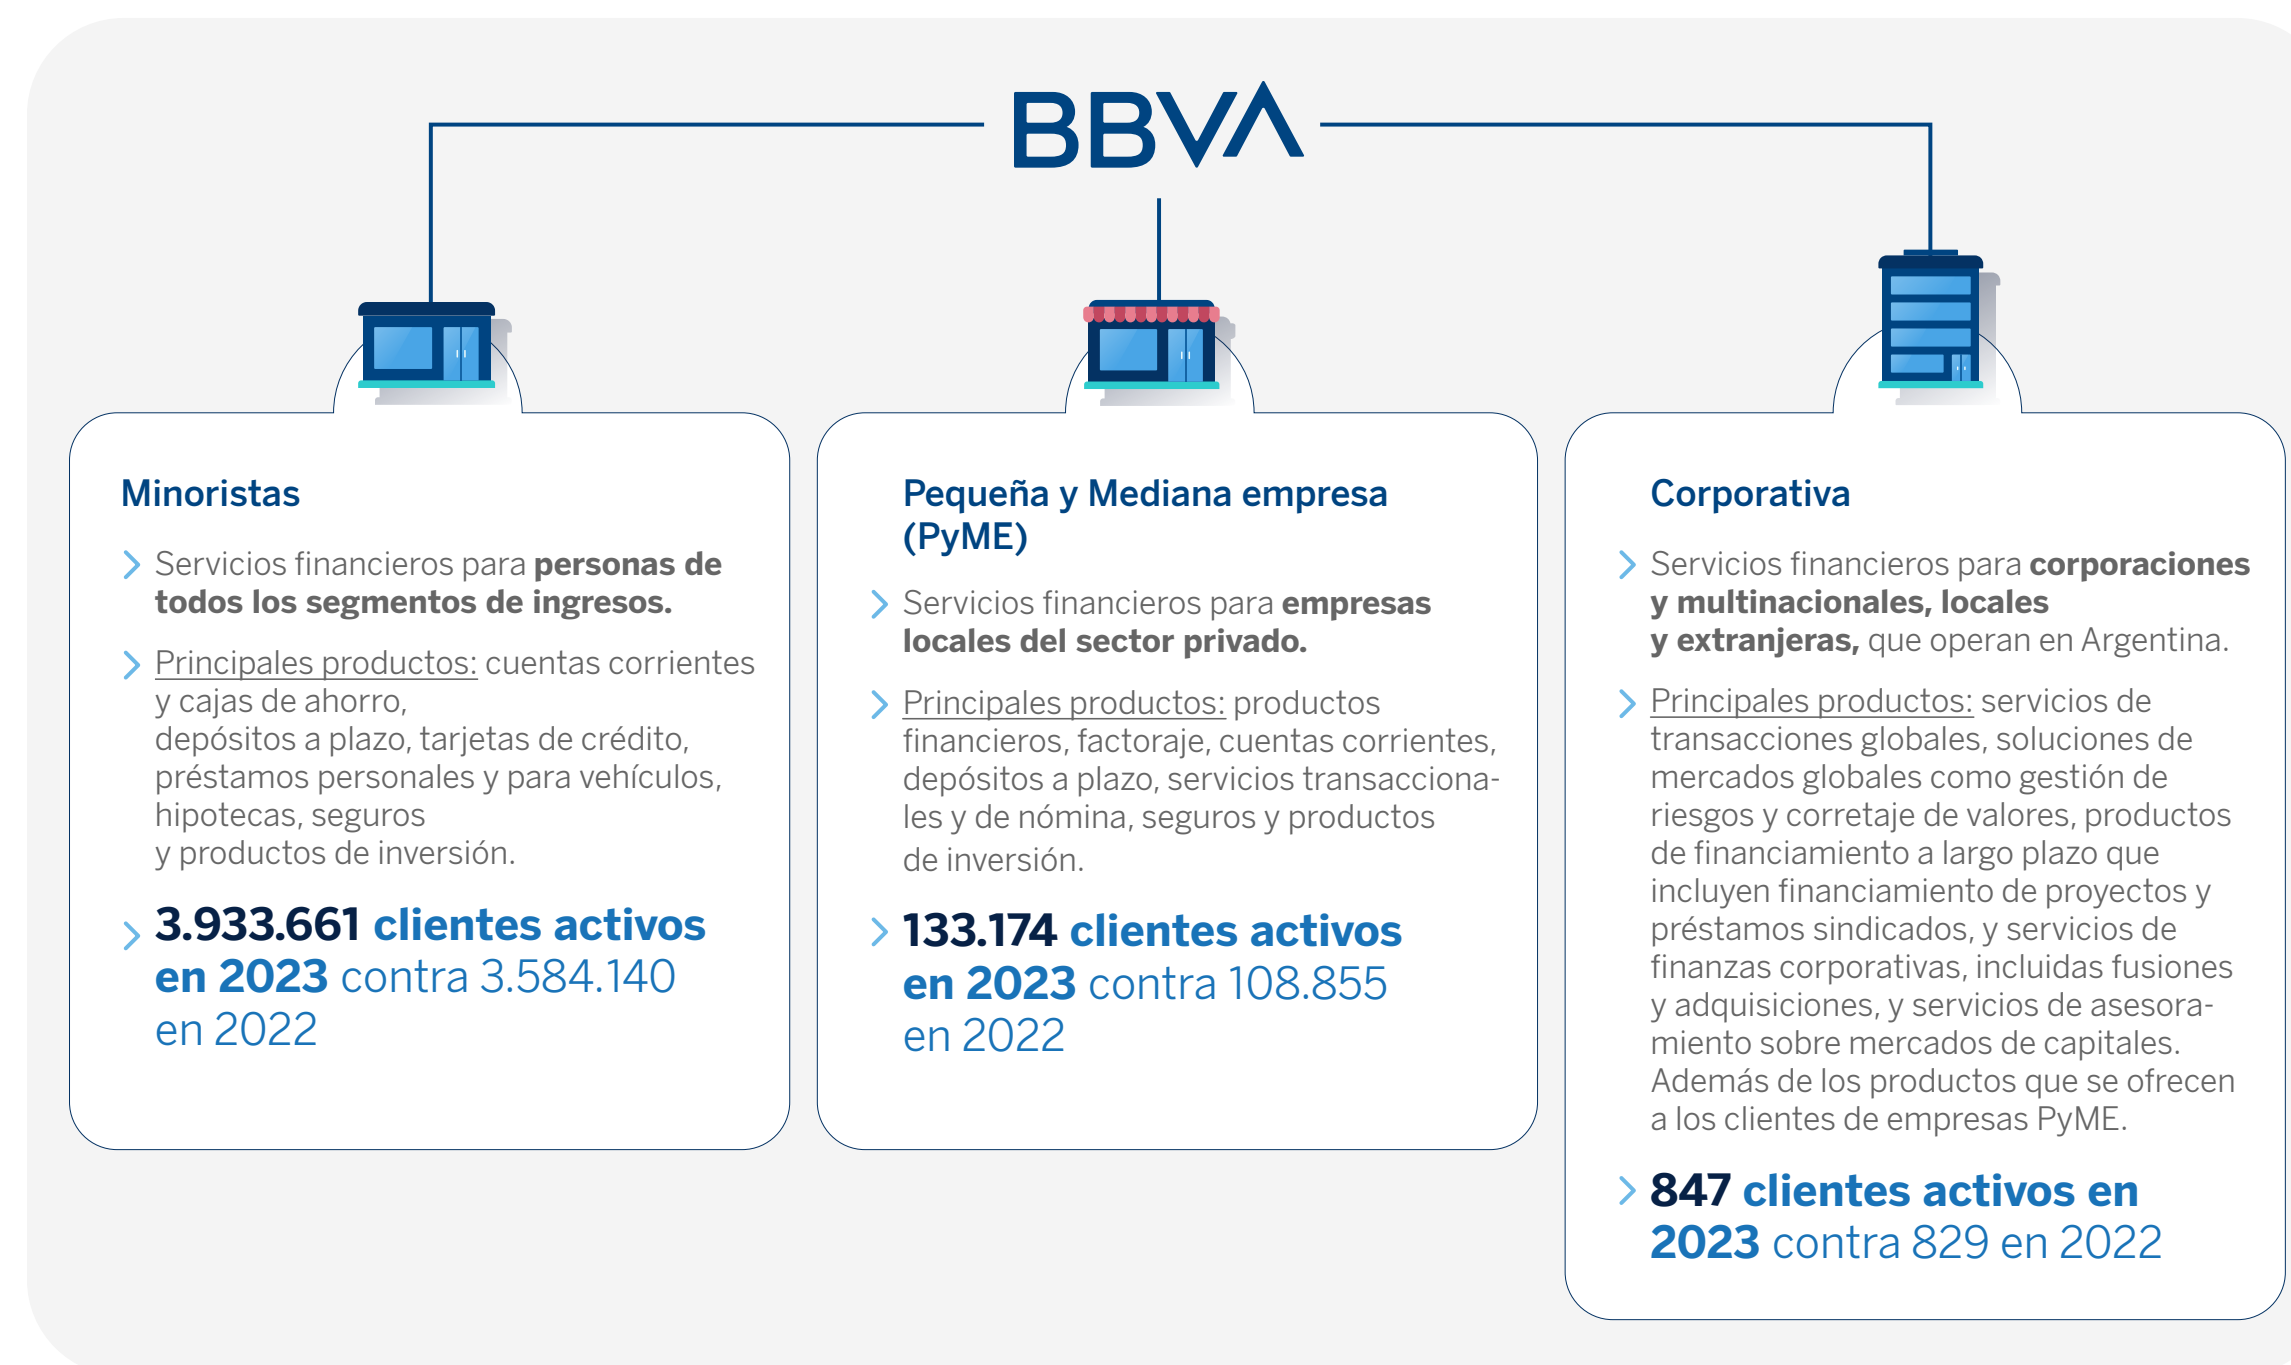 BBVA
Minoristas
Servicios financieros para personas de
todos los segmentos de ingresos.
Principales productos: cuentas corrientes
y cajas de ahorro,
depósitos a plazo, tarjetas de crédito,
préstamos personales y para vehículos,
hipotecas, seguros
y productos de inversión.
3.933.661 clientes activos
en 2023 contra 3.584.140
en 2022
Pequeña y Mediana empresa
(PyME)
Servicios financieros para empresas
locales del sector privado.
Principales productos: productos
financieros, factoraje, cuentas corrientes,
depósitos a plazo, servicios transacciona-
les y de nómina, seguros y productos
de inversión.
133.174 clientes activos
en 2023 contra 108.855
en 2022
Corporativa
Servicios financieros para corporaciones
y multinacionales, locales
y extranjeras, que operan en Argentina.
Principales productos: servicios de
transacciones globales, soluciones de
mercados globales como gestión de
riesgos y corretaje de valores, productos
de financiamiento a largo plazo que
incluyen financiamiento de proyectos y
préstamos sindicados, y servicios de
finanzas corporativas, incluidas fusiones
y adquisiciones, y servicios de asesora-
miento sobre mercados de capitales.
Además de los productos que se ofrecen
a los clientes de empresas PyME.
847 clientes activos en
2023 contra 829 en 2022